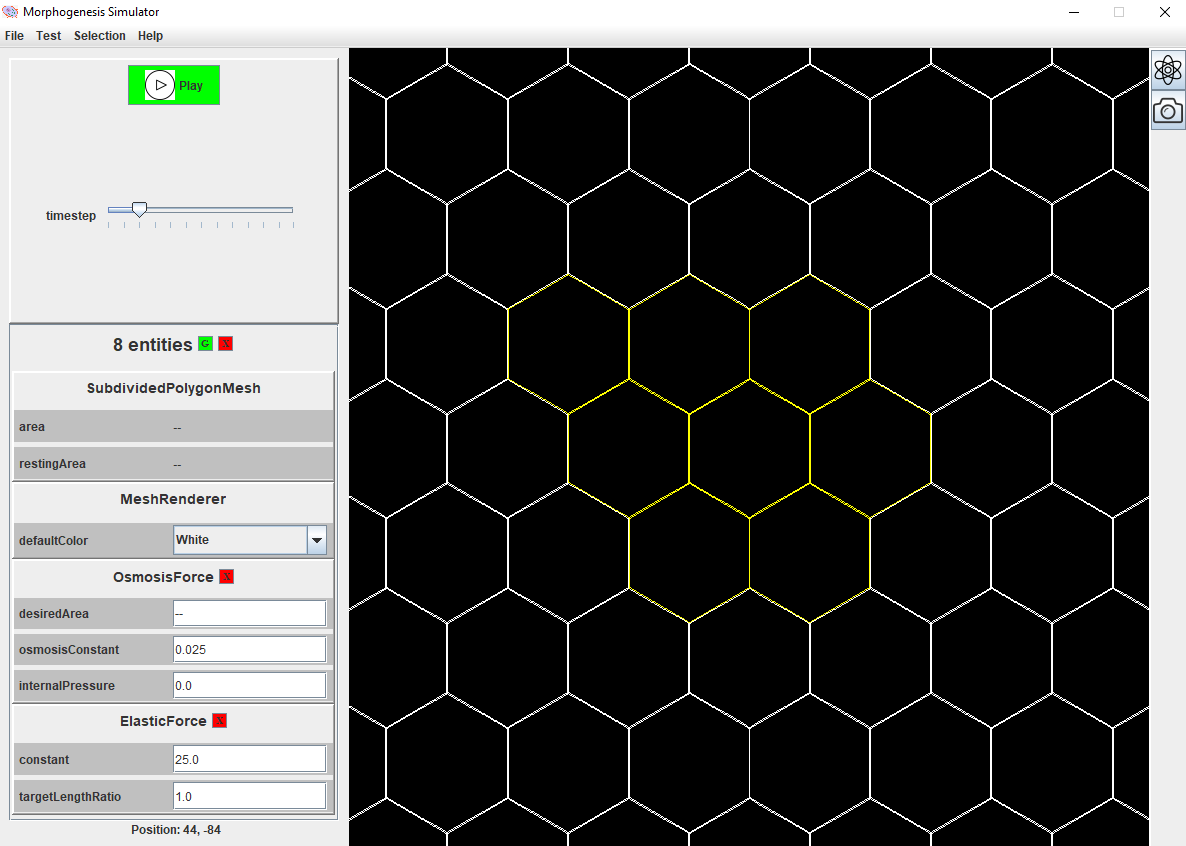 Morphogenesis Simulator
File Test Selection Help
Play
timestep
8 entities G X
SubdividedPolygonMesh
area --
restingArea --
MeshRenderer
defaultColor White
OsmosisForce X
desiredArea --
osmosisConstant 0.025
internalPressure 0.0
ElasticForce X
constant 25.0
targetLengthRatio 1.0
Position: 44, -84